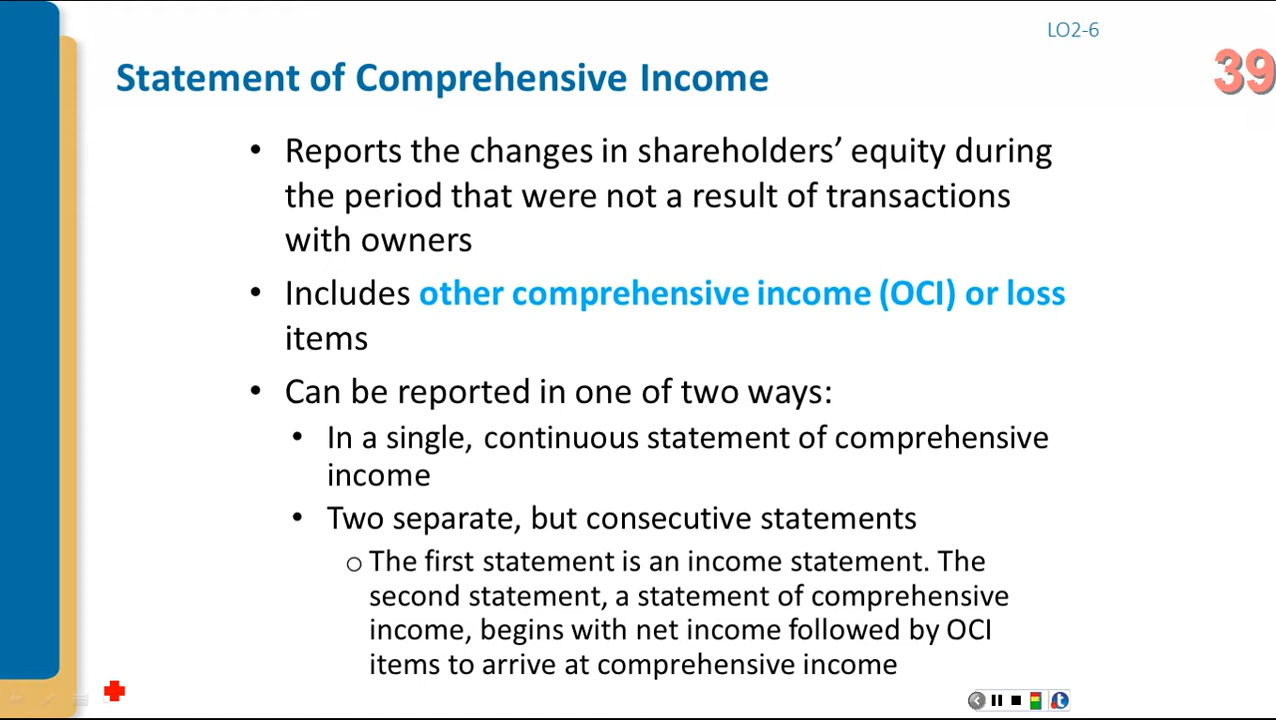 LO2-6
Statement of Comprehensive Income
39
• Reports the changes in shareholders’ equity during
the period that were not a result of transactions
with owners
• Includes other comprehensive income (OCI) or loss
items
• Can be reported in one of two ways:
• In a single, continuous statement of comprehensive
income
• Two separate, but consecutive statements
o The first statement is an income statement. The
second statement, a statement of comprehensive
income, begins with net income followed by OCI
items to arrive at comprehensive income
t